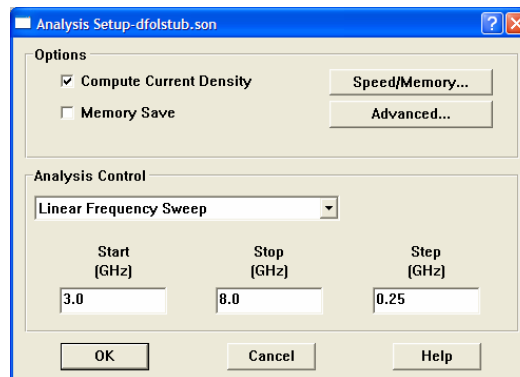 Analysis Setup-dfolstub.son
Options
Compute Current Density
Speed/Memory...
Memory Save
Advanced...
Analysis Control
Linear Frequency Sweep
Start Stop Step
(GHz) (GHz) (GHz)
3.0 8.0 0.25
OK Cancel Help